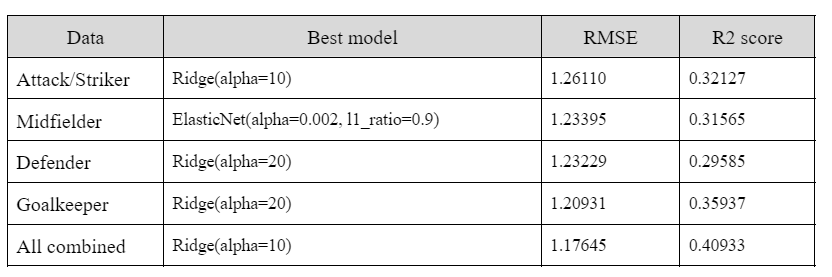 Data Best model RMSE R2 score
Attack/Striker Ridge(alpha=10) 1.26110 0.32127
Midfielder ElasticNet(alpha=0.002, l1_ratio=0.9) 1.23395 0.31565
Defender Ridge(alpha=20) 1.23229 0.29585
Goalkeeper Ridge(alpha=20) 1.20931 0.35937
All combined Ridge(alpha=10) 1.17645 0.40933